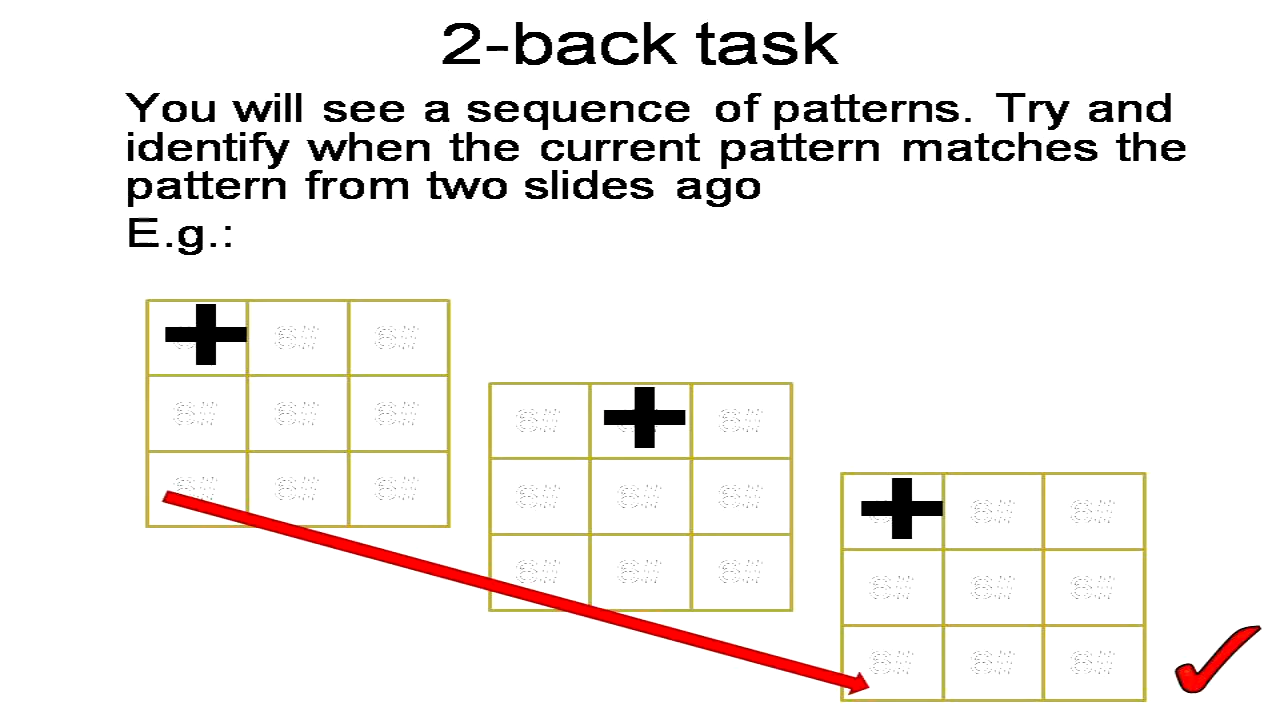 2-back task
You will see a sequence of patterns. Try and
identify when the current pattern matches the
pattern from two slides ago
E.g.: